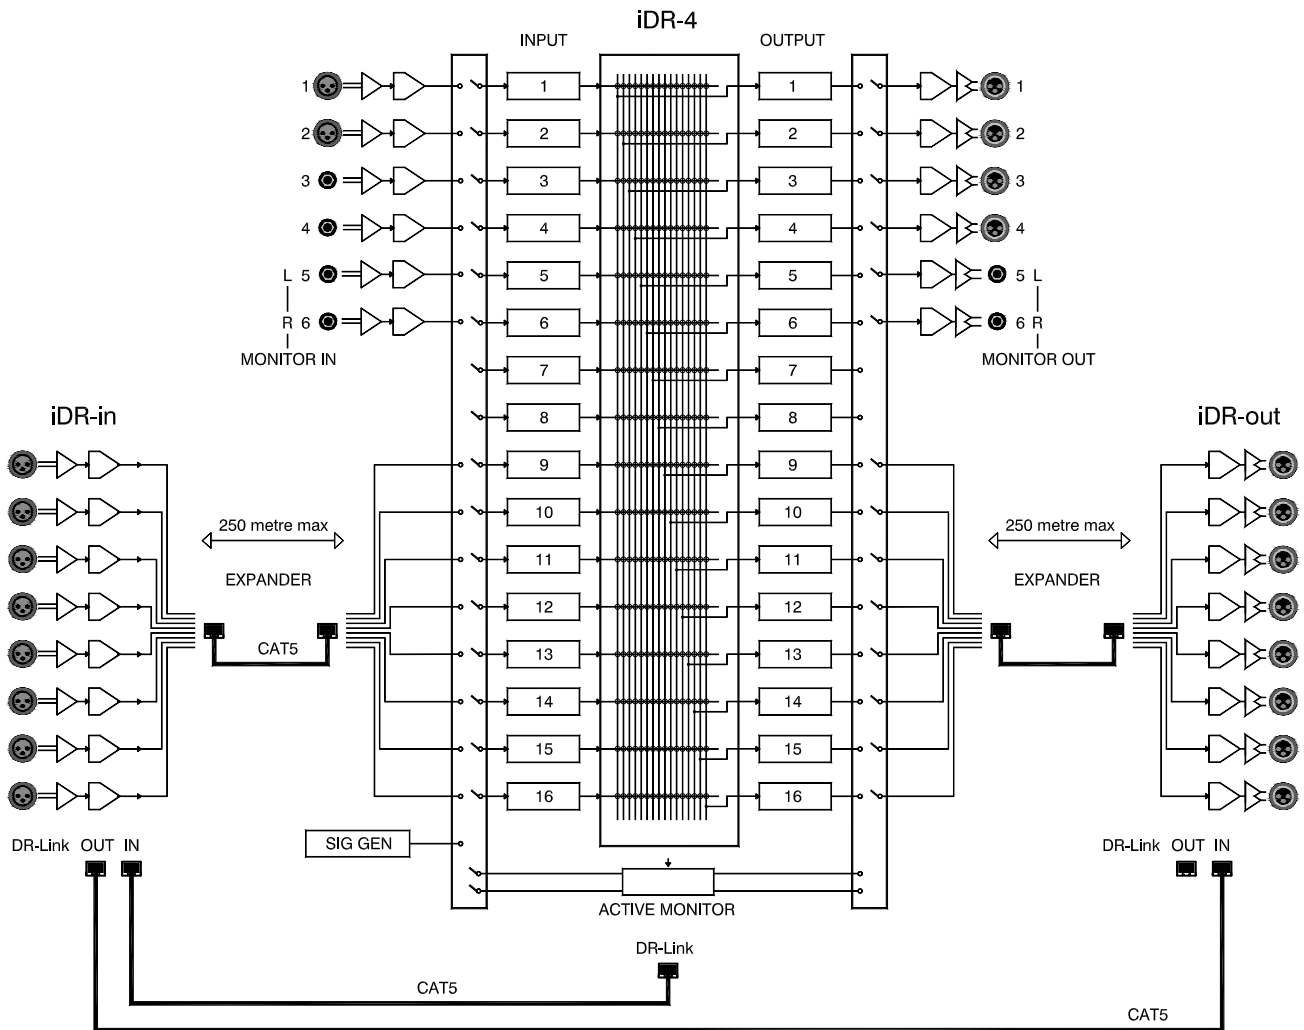 iDR-4
INPUT
OUTPUT
1 1 1 1
2 2 2 2
3 3 3 3
4 4 4 4
L 5 5 5 5 L
R 6 6 6 6 R
MONITOR IN
MONITOR OUT
7 7
8 8
iDR-in
iDR-out
9 9
10 10
250 metre max
250 metre max
11 11
EXPANDER
EXPANDER
12 12
CAT5
13 13
14 14
15 15
16 16
SIG GEN
DR-Link OUT IN
DR-Link OUT IN
ACTIVE MONITOR
DR-Link
CAT5
CAT5